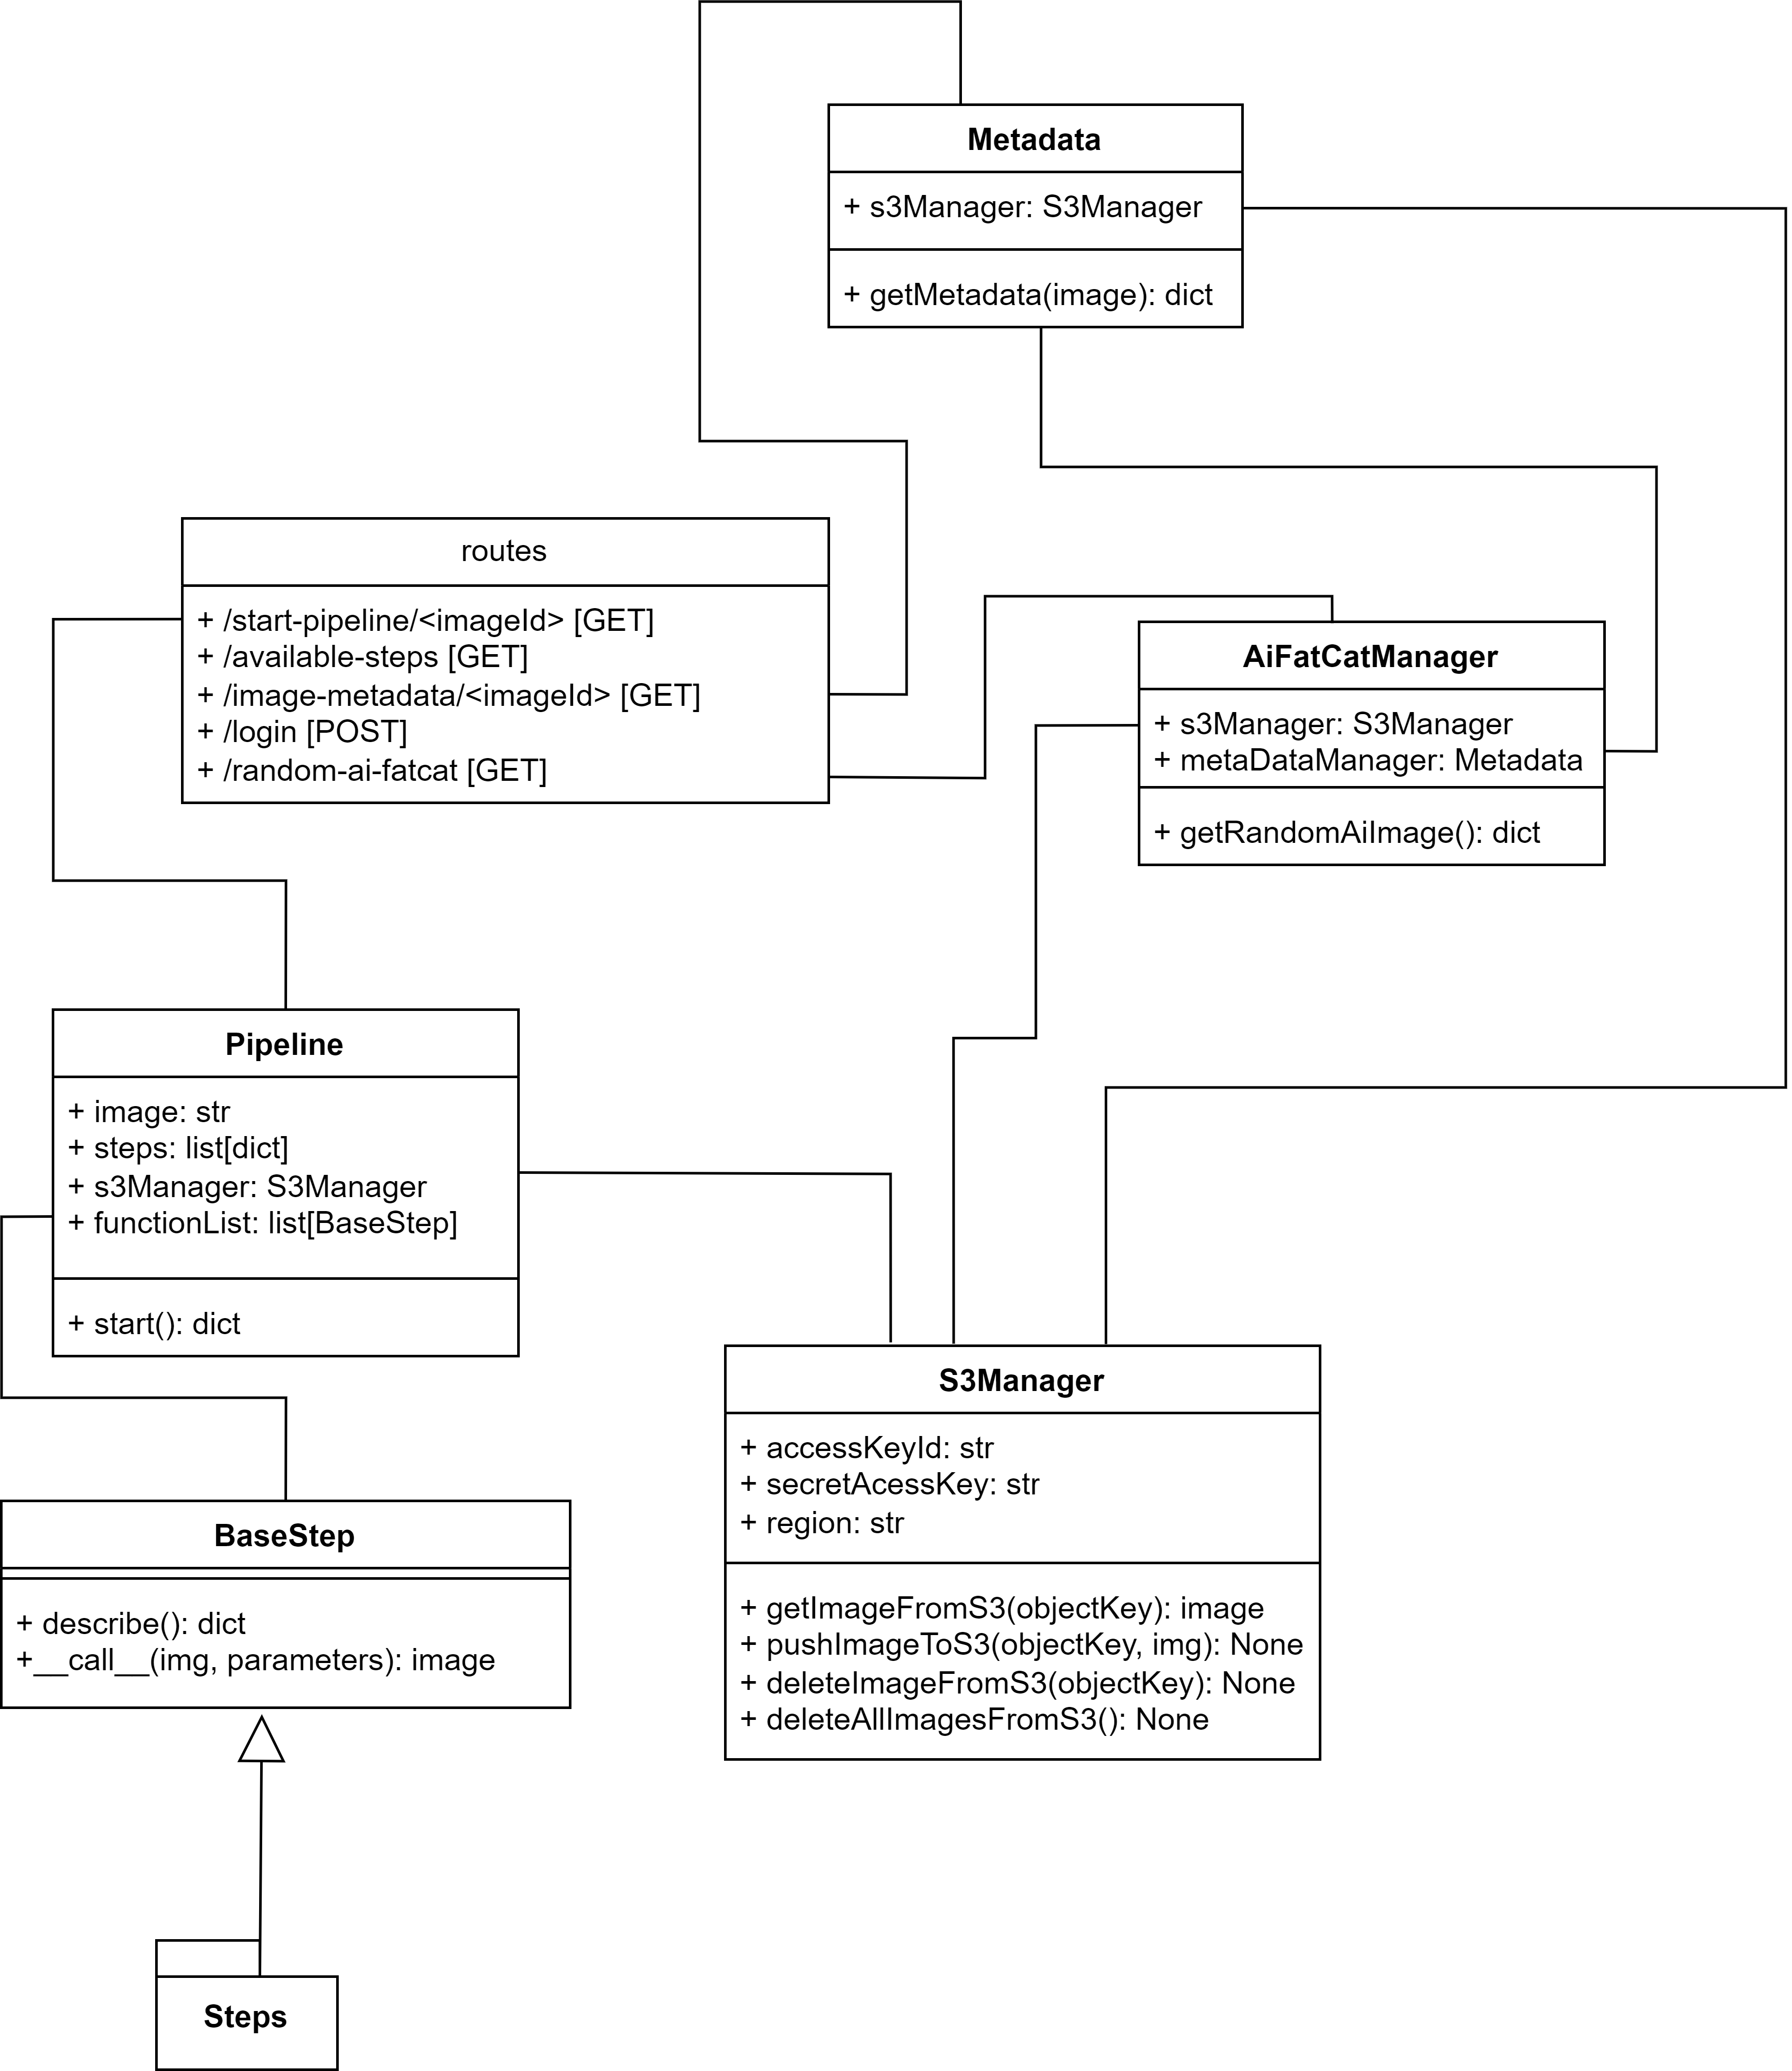 Metadata
+ s3Manager: S3Manager
+ getMetadata(image): dict
routes
+ /start-pipeline/<imageId> [GET]
+ /available-steps [GET]
+ /image-metadata/<imageId> [GET]
+ /login [POST]
+ /random-ai-fatcat [GET]
AiFatCatManager
+ s3Manager: S3Manager
+ metaDataManager: Metadata
+ getRandomAiImage(): dict
Pipeline
+ image: str
+ steps: list[dict]
+ s3Manager: S3Manager
+ functionList: list[BaseStep]
+ start(): dict
S3Manager
+ accessKeyId: str
+ secretAcessKey: str
+ region: str
+ getImageFromS3(objectKey): image
+ pushImageToS3(objectKey, img): None
+ deleteImageFromS3(objectKey): None
+ deleteAllImagesFromS3(): None
BaseStep
+ describe(): dict
+__call__(img, parameters): image
Steps